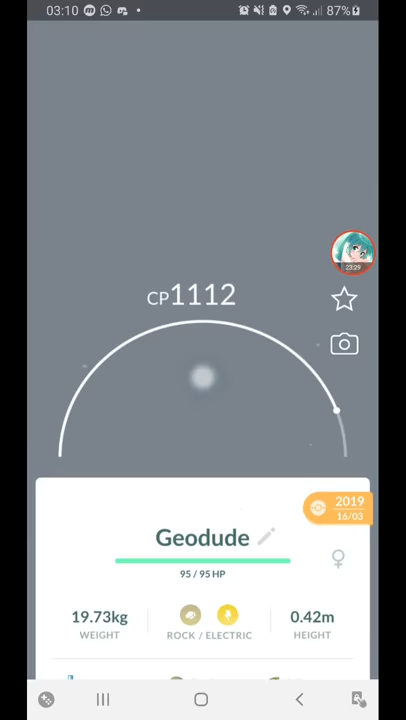 03:10
87%
23:29
CP1112
2019
16/03
Geodude
95 / 95 HP
19.73kg
0.42m
WEIGHT
ROCK / ELECTRIC
HEIGHT